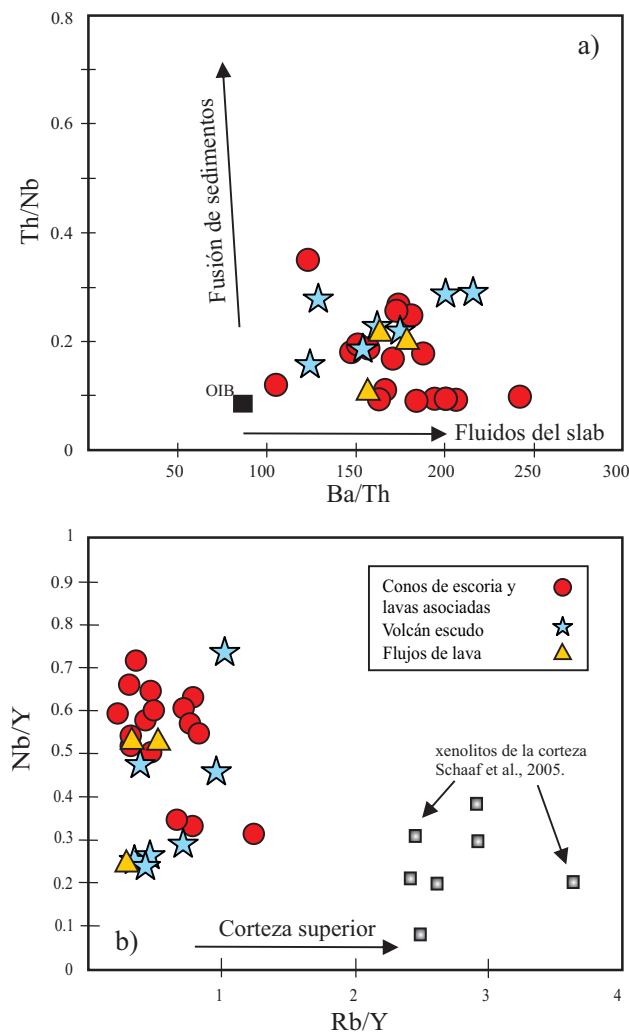 0.8
a)
0.6
Th/Nb
Fusión de sedimentos
0.4
0.2
OIB
Fluidos del slab
0
50
100
150
200
250
300
Ba/Th
1
0.9
Conos de escoria y
lavas asociadas
Volcán escudo
Flujos de lava
0.8
0.7
0.6
Nb/Y
0.5
xenolitos de la corteza
Schaaf et al., 2005.
0.4
0.3
0.2
0.1
Corteza superior
b)
0
1
2
3
4
Rb/Y